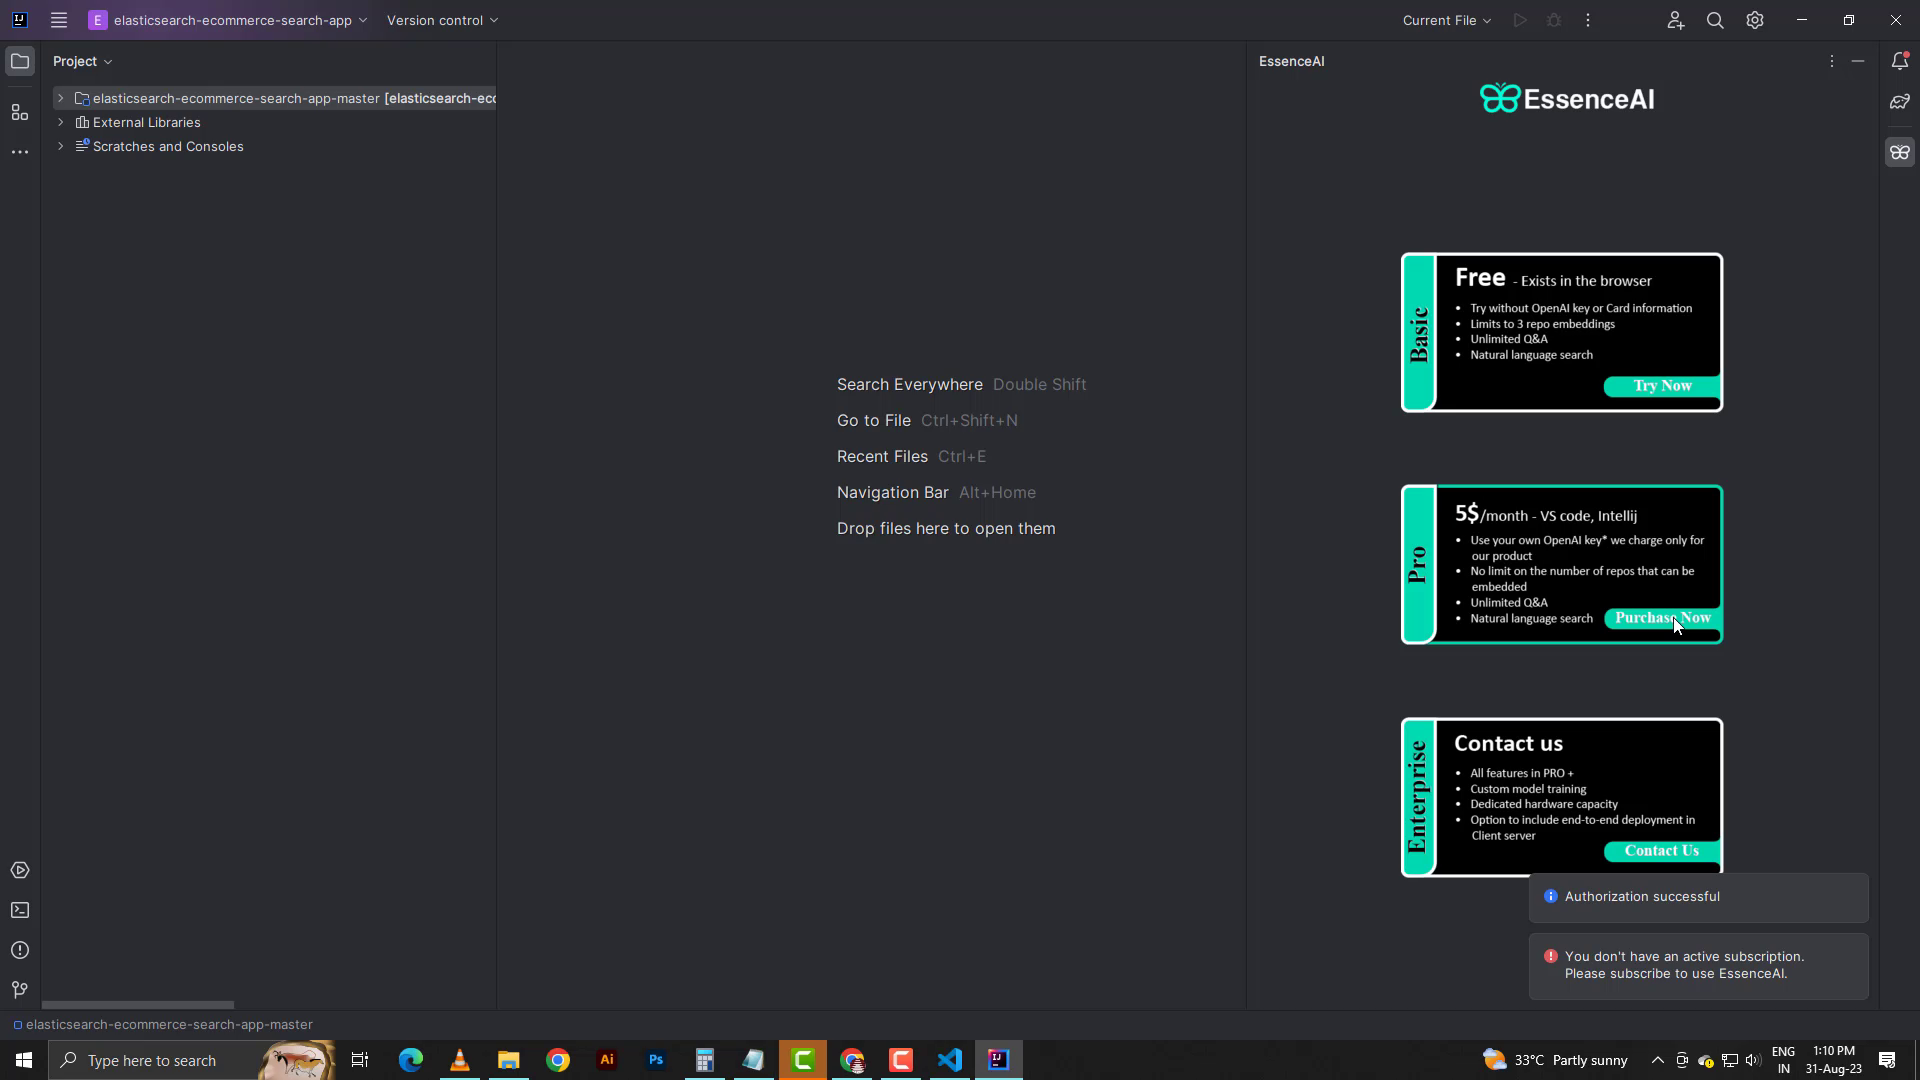 IJ
E
elasticsearch-ecommerce-search-app
Version control
Current File
Project
elasticsearch-ecommerce-search-app-master [elasticsearch-ecc
External Libraries
Scratches and Consoles
Search Everywhere Double Shift
Go to File Ctrl+Shift+N
Recent Files Ctrl+E
Navigation Bar Alt+Home
Drop files here to open them
EssenceAI
EssenceAI
Basic
Free - Exists in the browser
• Try without OpenAI key or Card information
• Limits to 3 repo embeddings
• Unlimited Q&A
• Natural language search
Try Now
Pro
5$/month - VS code, Intellij
• Use your own OpenAI key* we charge only for
our product
• No limit on the number of repos that can be
embedded
• Unlimited Q&A
• Natural language search
Purchase Now
Enterprise
Contact us
• All features in PRO +
• Custom model training
• Dedicated hardware capacity
• Option to include end-to-end deployment in
Client server
Contact Us
Authorization successful
You don't have an active subscription.
Please subscribe to use EssenceAI.
elasticsearch-ecommerce-search-app-master
Type here to search
Ai
Ps
C
C
IJ
33°C Partly sunny
ENG
IN
1:10 PM
31-Aug-23